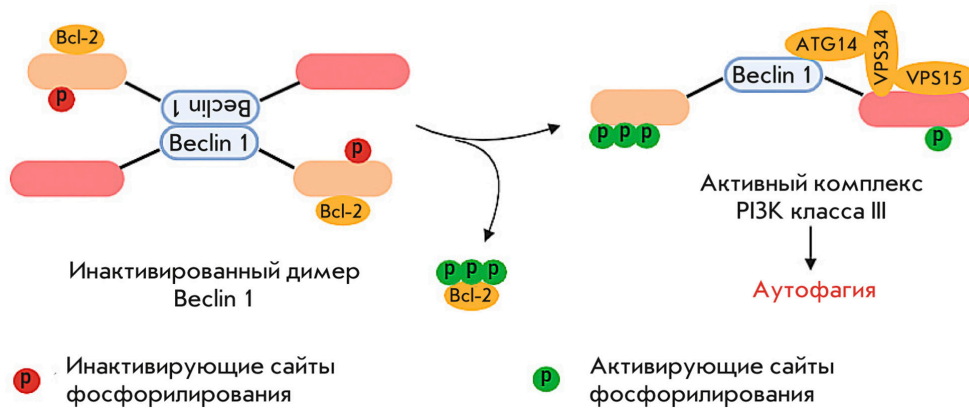 Bcl-2
P
Beclin 1
Beclin 1
P
Bcl-2
Инактивированный димер
Beclin 1
P P P
Bcl-2
ATG14
VPS34
Beclin 1
VPS15
P P P
P
Активный комплекс
PI3K класса III
Аутофагия
P
Инактивирующие сайты
фосфорилирования
P
Активирующие сайты
фосфорилирования